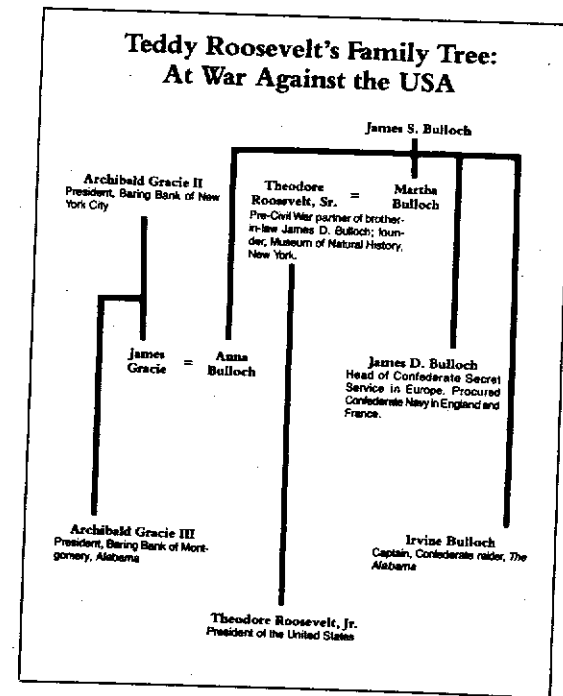 Teddy Roosevelt's Family Tree:
At War Against the USA
James S. Bulloch
Archibald Gracie II
President, Baring Bank of New
York City
Theodore
Roosevelt, Sr.
Pre-Civil War partner of brother-
in-law James D. Bulloch; foun-
der, Museum of Natural History,
New York.
=
Martha
Bulloch
James
Gracie
=
Anna
Bulloch
James D. Bulloch
Head of Confederate Secret
Service in Europe. Procured
Confederate Navy in England and
France.
Archibald Gracie III
President, Baring Bank of Mont-
gomery, Alabama
Irvine Bulloch
Captain, Confederate raider, The
Alabama
Theodore Roosevelt, Jr.
President of the United States